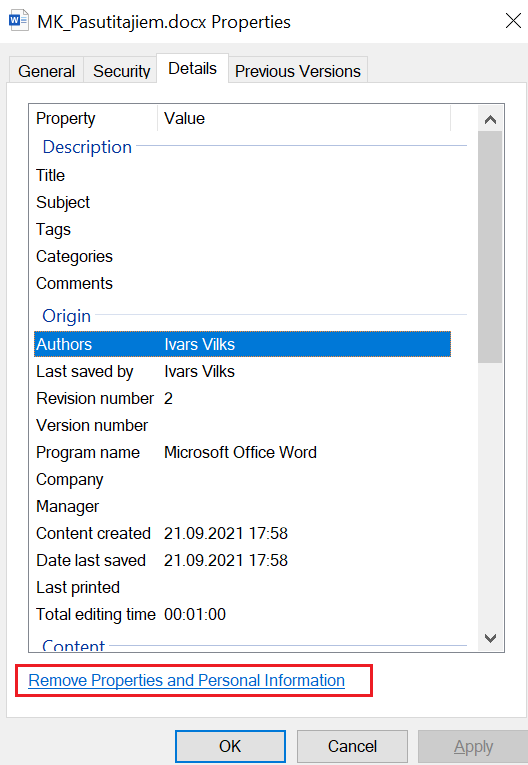 MK_Pasutitajiem.docx Properties
General Security Details Previous Versions
Property Value
Description
Title
Subject
Tags
Categories
Comments
Origin
Authors Ivars Vilks
Last saved by Ivars Vilks
Revision number 2
Version number
Program name Microsoft Office Word
Company
Manager
Content created 21.09.2021 17:58
Date last saved 21.09.2021 17:58
Last printed
Total editing time 00:01:00
Content
Remove Properties and Personal Information
OK Cancel Apply